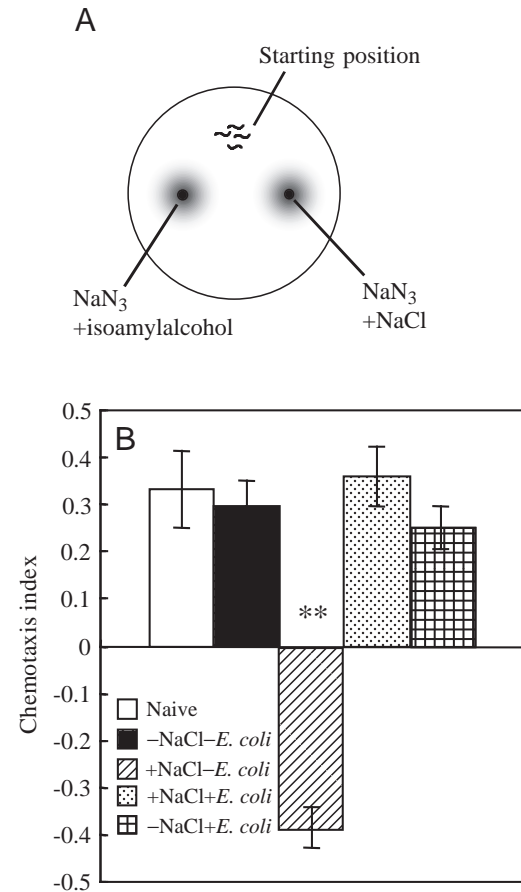 A
Starting position
NaN3
+isoamylalcohol
NaN3
+NaCl
B
Chemotaxis index
0.5
0.4
0.3
0.2
0.1
0
-0.1
-0.2
-0.3
-0.4
-0.5
**
Naive
–NaCl–E. coli
+NaCl–E. coli
+NaCl+E. coli
–NaCl+E. coli